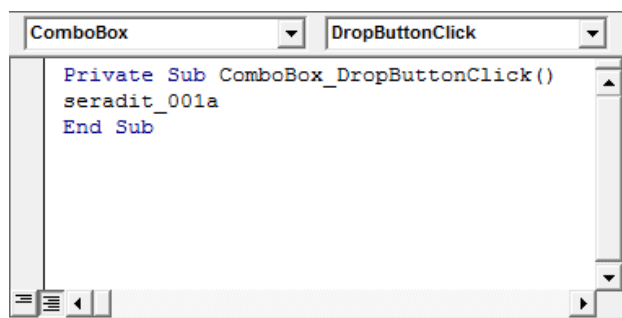 ComboBox DropButtonClick
Private Sub ComboBox_DropButtonClick()
seradit_001a
End Sub